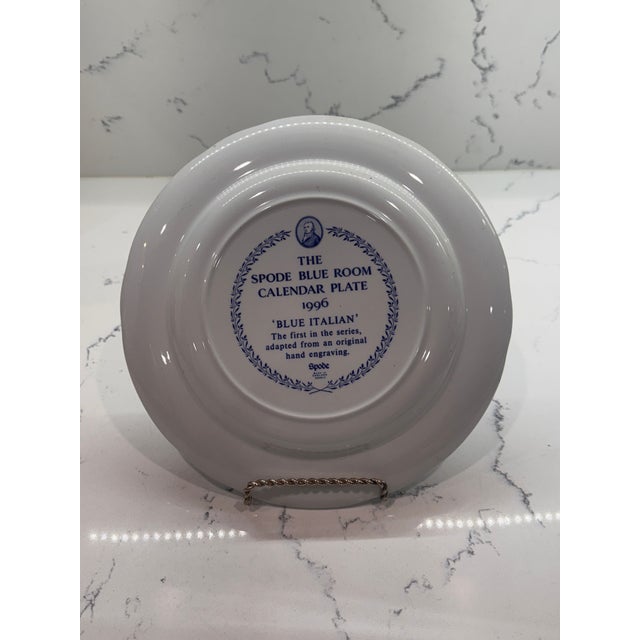 THE
SPODE BLUE ROOM
CALENDAR PLATE
1996
'BLUE ITALIAN'
The first in the series,
adapted from an original
hand engraving.
Spode